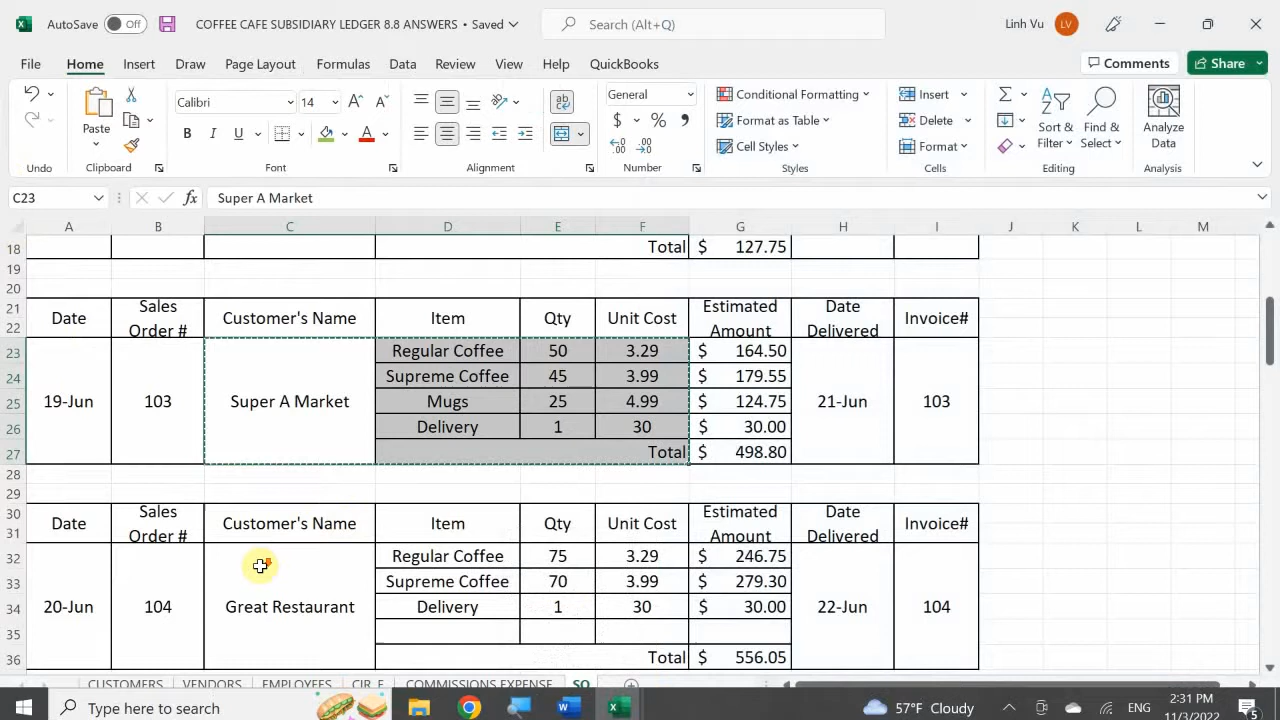 AutoSave Off COFFEE CAFE SUBSIDIARY LEDGER 8.8 ANSWERS • Saved Search (Alt+Q) Linh Vu LV
File Home Insert Draw Page Layout Formulas Data Review View Help QuickBooks Comments Share
Paste Calibri 14 A A General Conditional Formatting Insert Sort & Filter Find & Select Analyze Data
B I U A ab $ % , Format as Table Delete
Cell Styles Format
Undo Clipboard Font Alignment Number Styles Cells Editing Analysis
C23 fx Super A Market
A B C D E F G H I J K L M
18 Total $ 127.75
19
20
21 Date Sales Order # Customer's Name Item Qty Unit Cost Estimated Amount Date Delivered Invoice#
22
23 Regular Coffee 50 3.29 $ 164.50
24 Supreme Coffee 45 3.99 $ 179.55
25 19-Jun 103 Super A Market Mugs 25 4.99 $ 124.75 21-Jun 103
26 Delivery 1 30 $ 30.00
27 Total $ 498.80
28
29
30 Date Sales Order # Customer's Name Item Qty Unit Cost Estimated Amount Date Delivered Invoice#
31
32 Regular Coffee 75 3.29 $ 246.75
33 Supreme Coffee 70 3.99 $ 279.30
34 20-Jun 104 Great Restaurant Delivery 1 30 $ 30.00 22-Jun 104
35
36 Total $ 556.05
CUSTOMERS VENDORS EMPLOYEES CIR_E COMMISSIONS EXPENSE SO
Type here to search 57°F Cloudy ENG 2:31 PM
11/3/2022 5